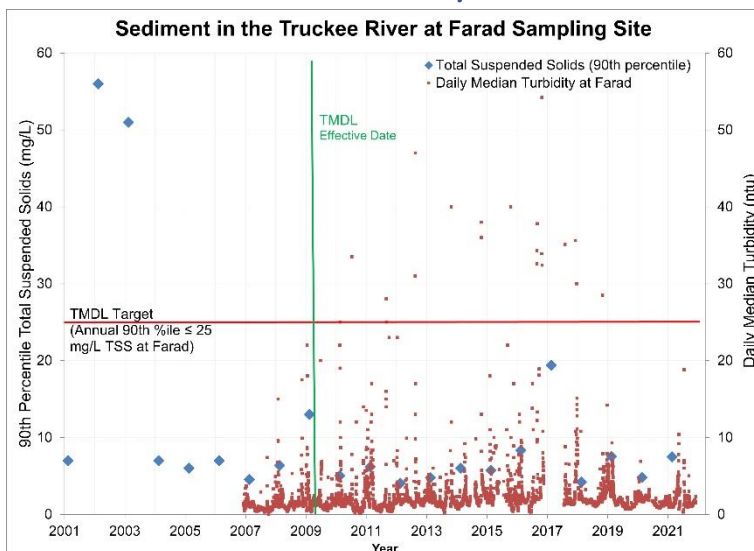 Sediment in the Truckee River at Farad Sampling Site
Total Suspended Solids (90th percentile)
Daily Median Turbidity at Farad
TMDL
Effective Date
TMDL Target
(Annual 90th %ile ≤ 25
mg/L TSS at Farad)
90th Percentile Total Suspended Solids (mg/L)
60
50
40
30
20
10
0
Daily Median Turbidity (ntu)
60
50
40
30
20
10
0
2001 2003 2005 2007 2009 2011 2013 2015 2017 2019 2021
Year